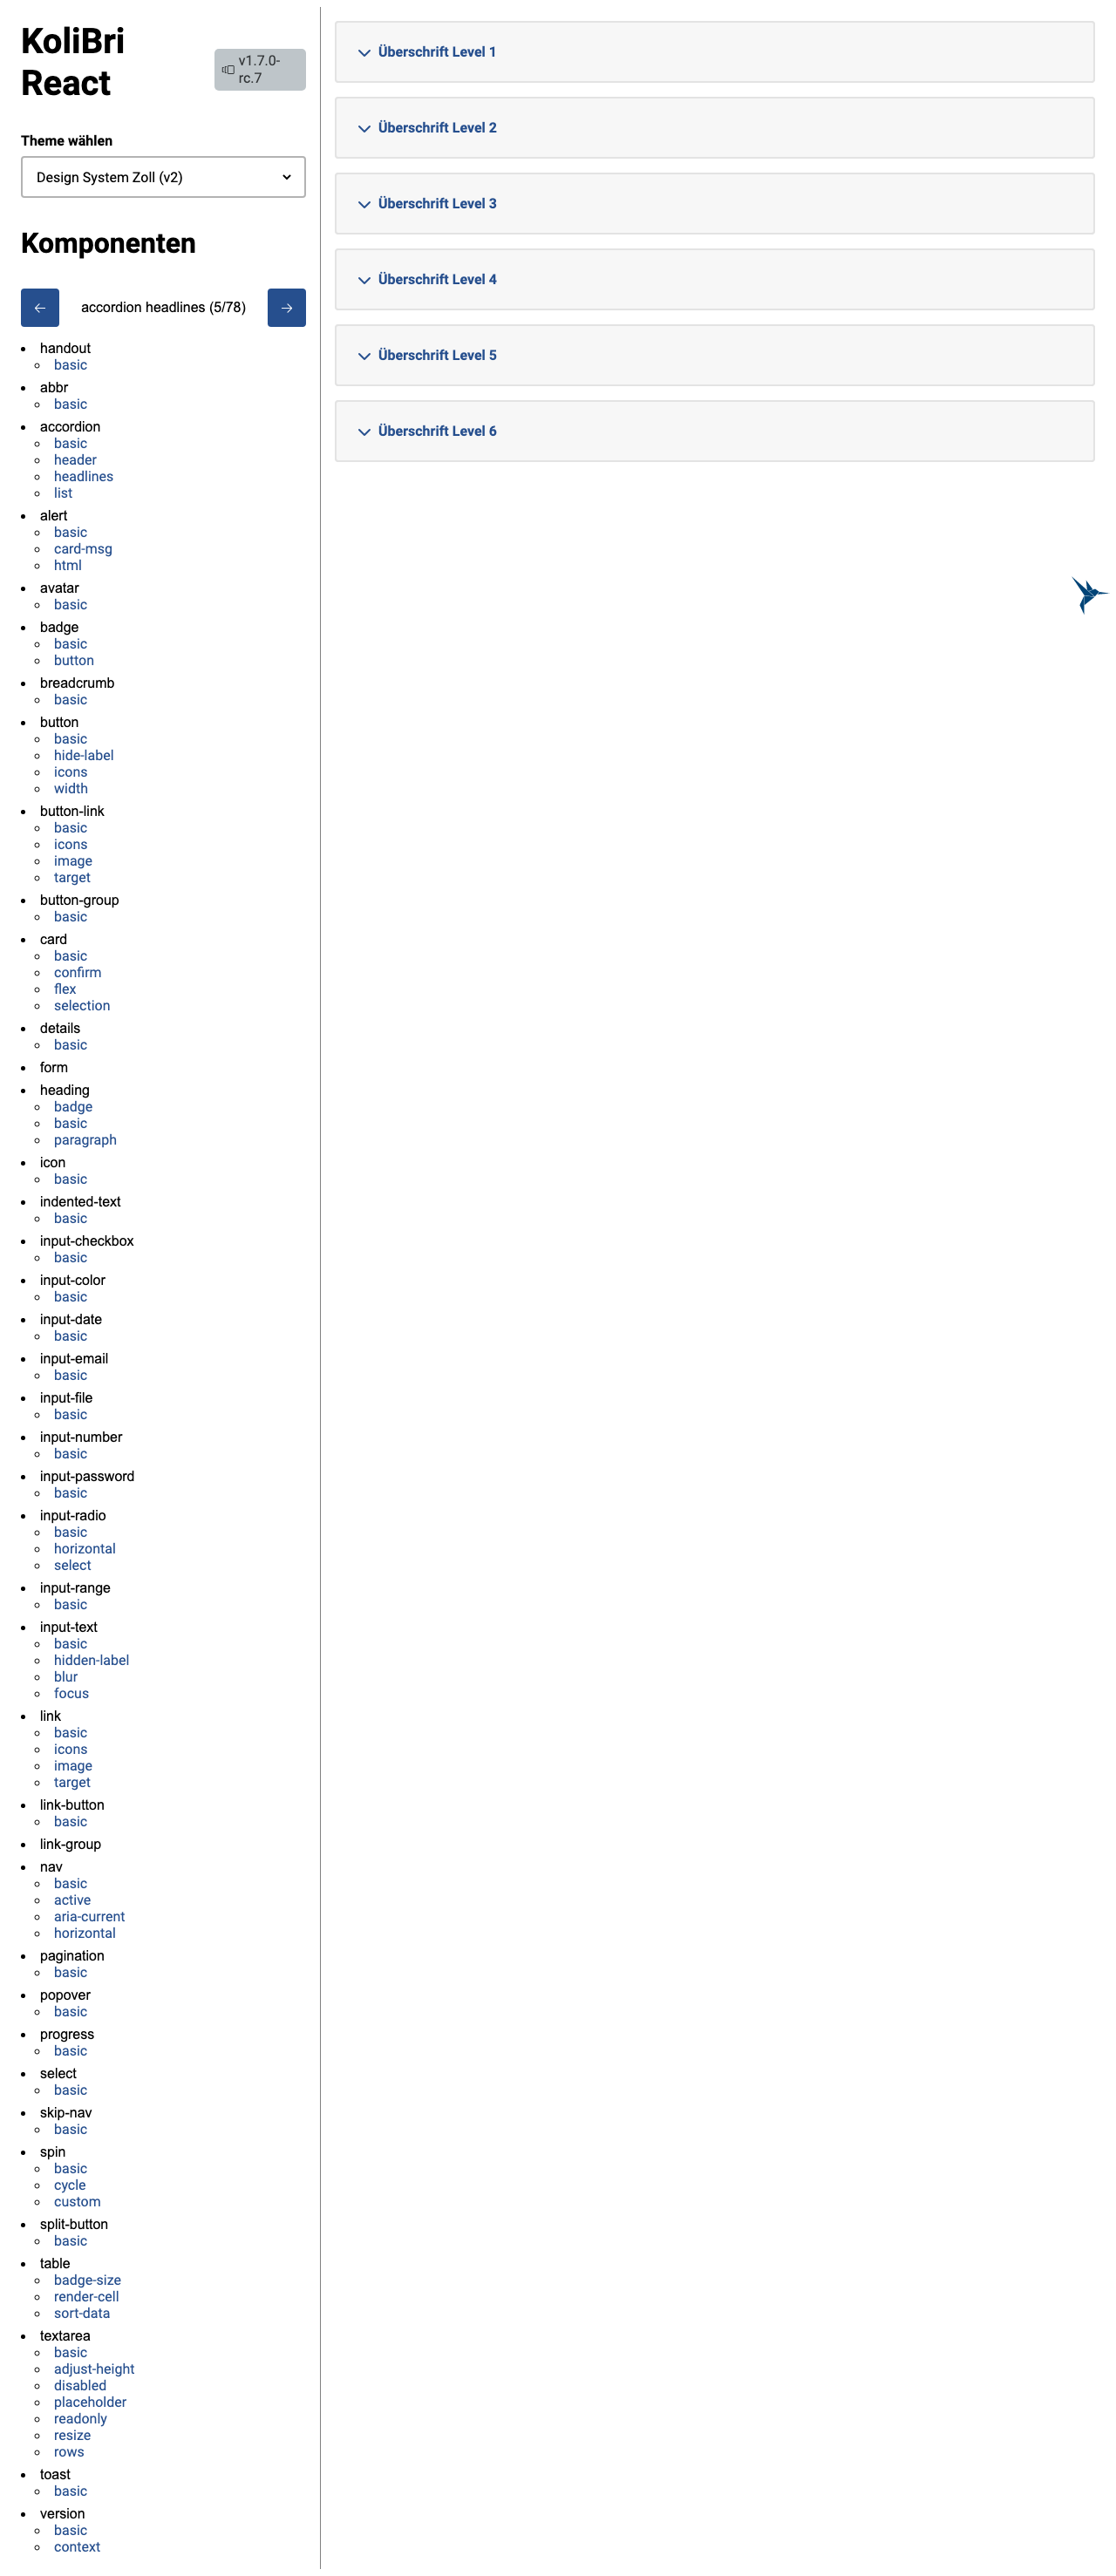 KoliBri
React
v1.7.0-
rc.7
Theme wählen
Design System Zoll (v2)
Komponenten
accordion headlines (5/78)
handout
basic
abbr
basic
accordion
basic
header
headlines
list
alert
basic
card-msg
html
avatar
basic
badge
basic
button
breadcrumb
basic
button
basic
hide-label
icons
width
button-link
basic
icons
image
target
button-group
basic
card
basic
confirm
flex
selection
details
basic
form
heading
badge
basic
paragraph
icon
basic
indented-text
basic
input-checkbox
basic
input-color
basic
input-date
basic
input-email
basic
input-file
basic
input-number
basic
input-password
basic
input-radio
basic
horizontal
select
input-range
basic
input-text
basic
hidden-label
blur
focus
link
basic
icons
image
target
link-button
basic
link-group
nav
basic
active
aria-current
horizontal
pagination
basic
popover
basic
progress
basic
select
basic
skip-nav
basic
spin
basic
cycle
custom
split-button
basic
table
badge-size
render-cell
sort-data
textarea
basic
adjust-height
disabled
placeholder
readonly
resize
rows
toast
basic
version
basic
context
Überschrift Level 1
Überschrift Level 2
Überschrift Level 3
Überschrift Level 4
Überschrift Level 5
Überschrift Level 6